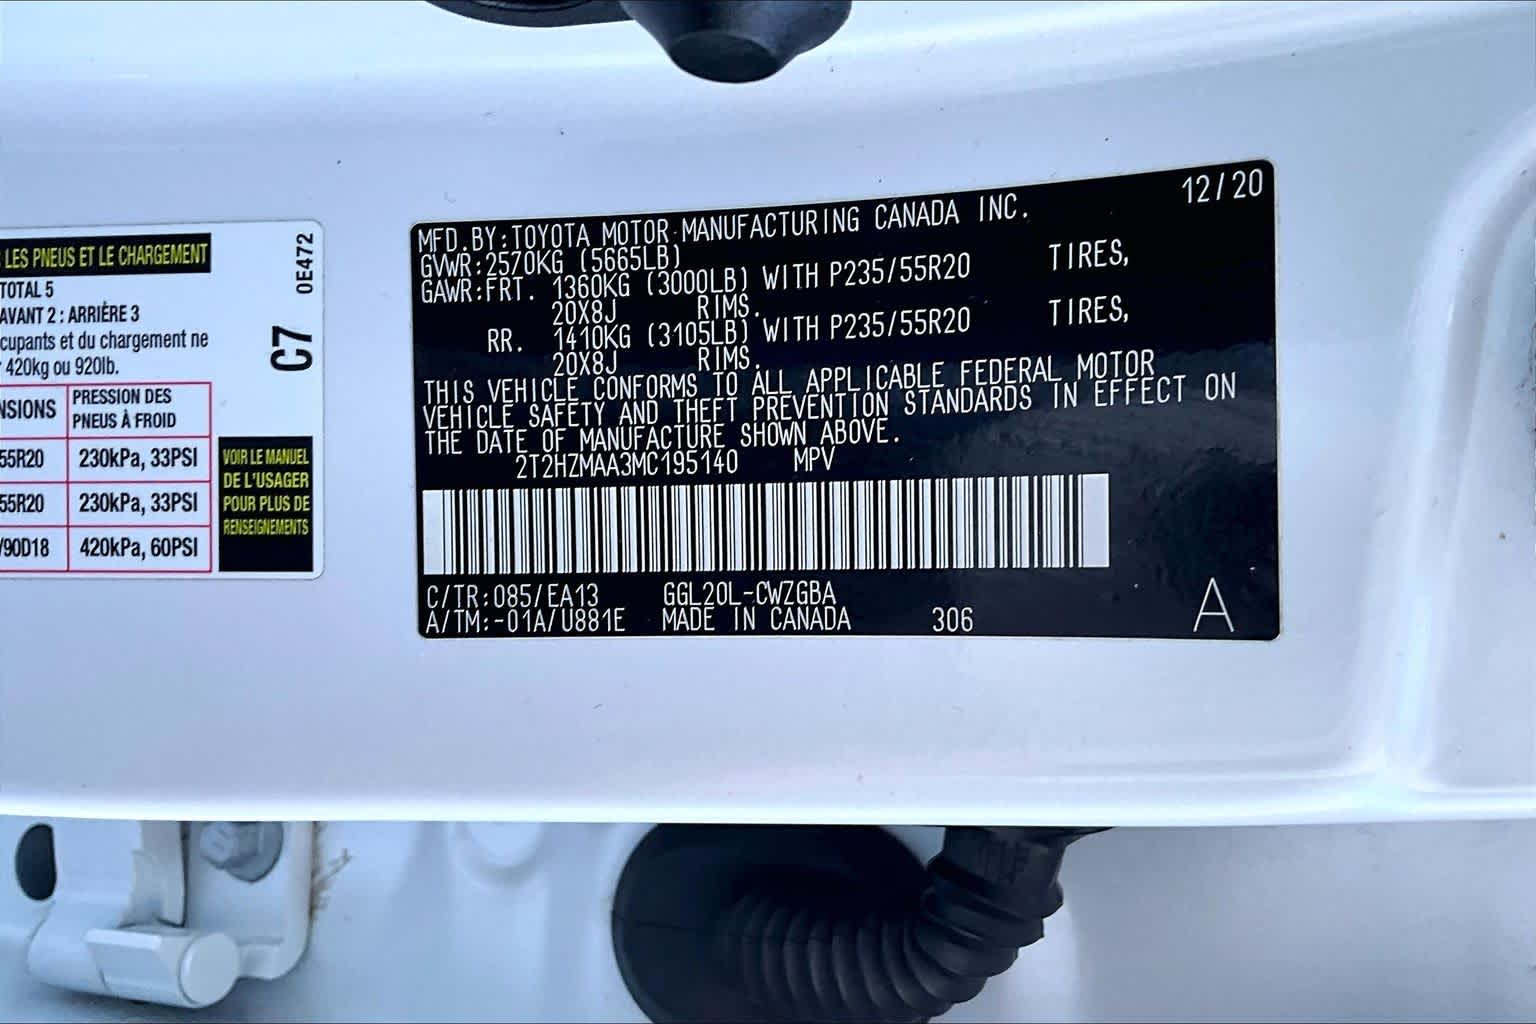 LES PNEUS ET LE CHARGEMENT
TOTAL 5
AVANT 2 : ARRIÈRE 3
cupants et du chargement ne
420kg ou 920lb.
NSIONS PRESSION DES
PNEUS À FROID
55R20 230kPa, 33PSI
55R20 230kPa, 33PSI
/90D18 420kPa, 60PSI
0E472
C7
VOIR LE MANUEL
DE L'USAGER
POUR PLUS DE
RENSEIGNEMENTS
12/20
MFD.BY:TOYOTA MOTOR MANUFACTURING CANADA INC.
GVWR:2570KG (5665LB)
GAWR:FRT. 1360KG (3000LB) WITH P235/55R20 TIRES,
20X8J RIMS.
RR. 1410KG (3105LB) WITH P235/55R20 TIRES,
20X8J RIMS.
THIS VEHICLE CONFORMS TO ALL APPLICABLE FEDERAL MOTOR
VEHICLE SAFETY AND THEFT PREVENTION STANDARDS IN EFFECT ON
THE DATE OF MANUFACTURE SHOWN ABOVE.
2T2HZMAA3MC195140 MPV
C/TR:085/EA13 GGL20L-CWZGBA
A/TM:-01A/U881E MADE IN CANADA 306 A